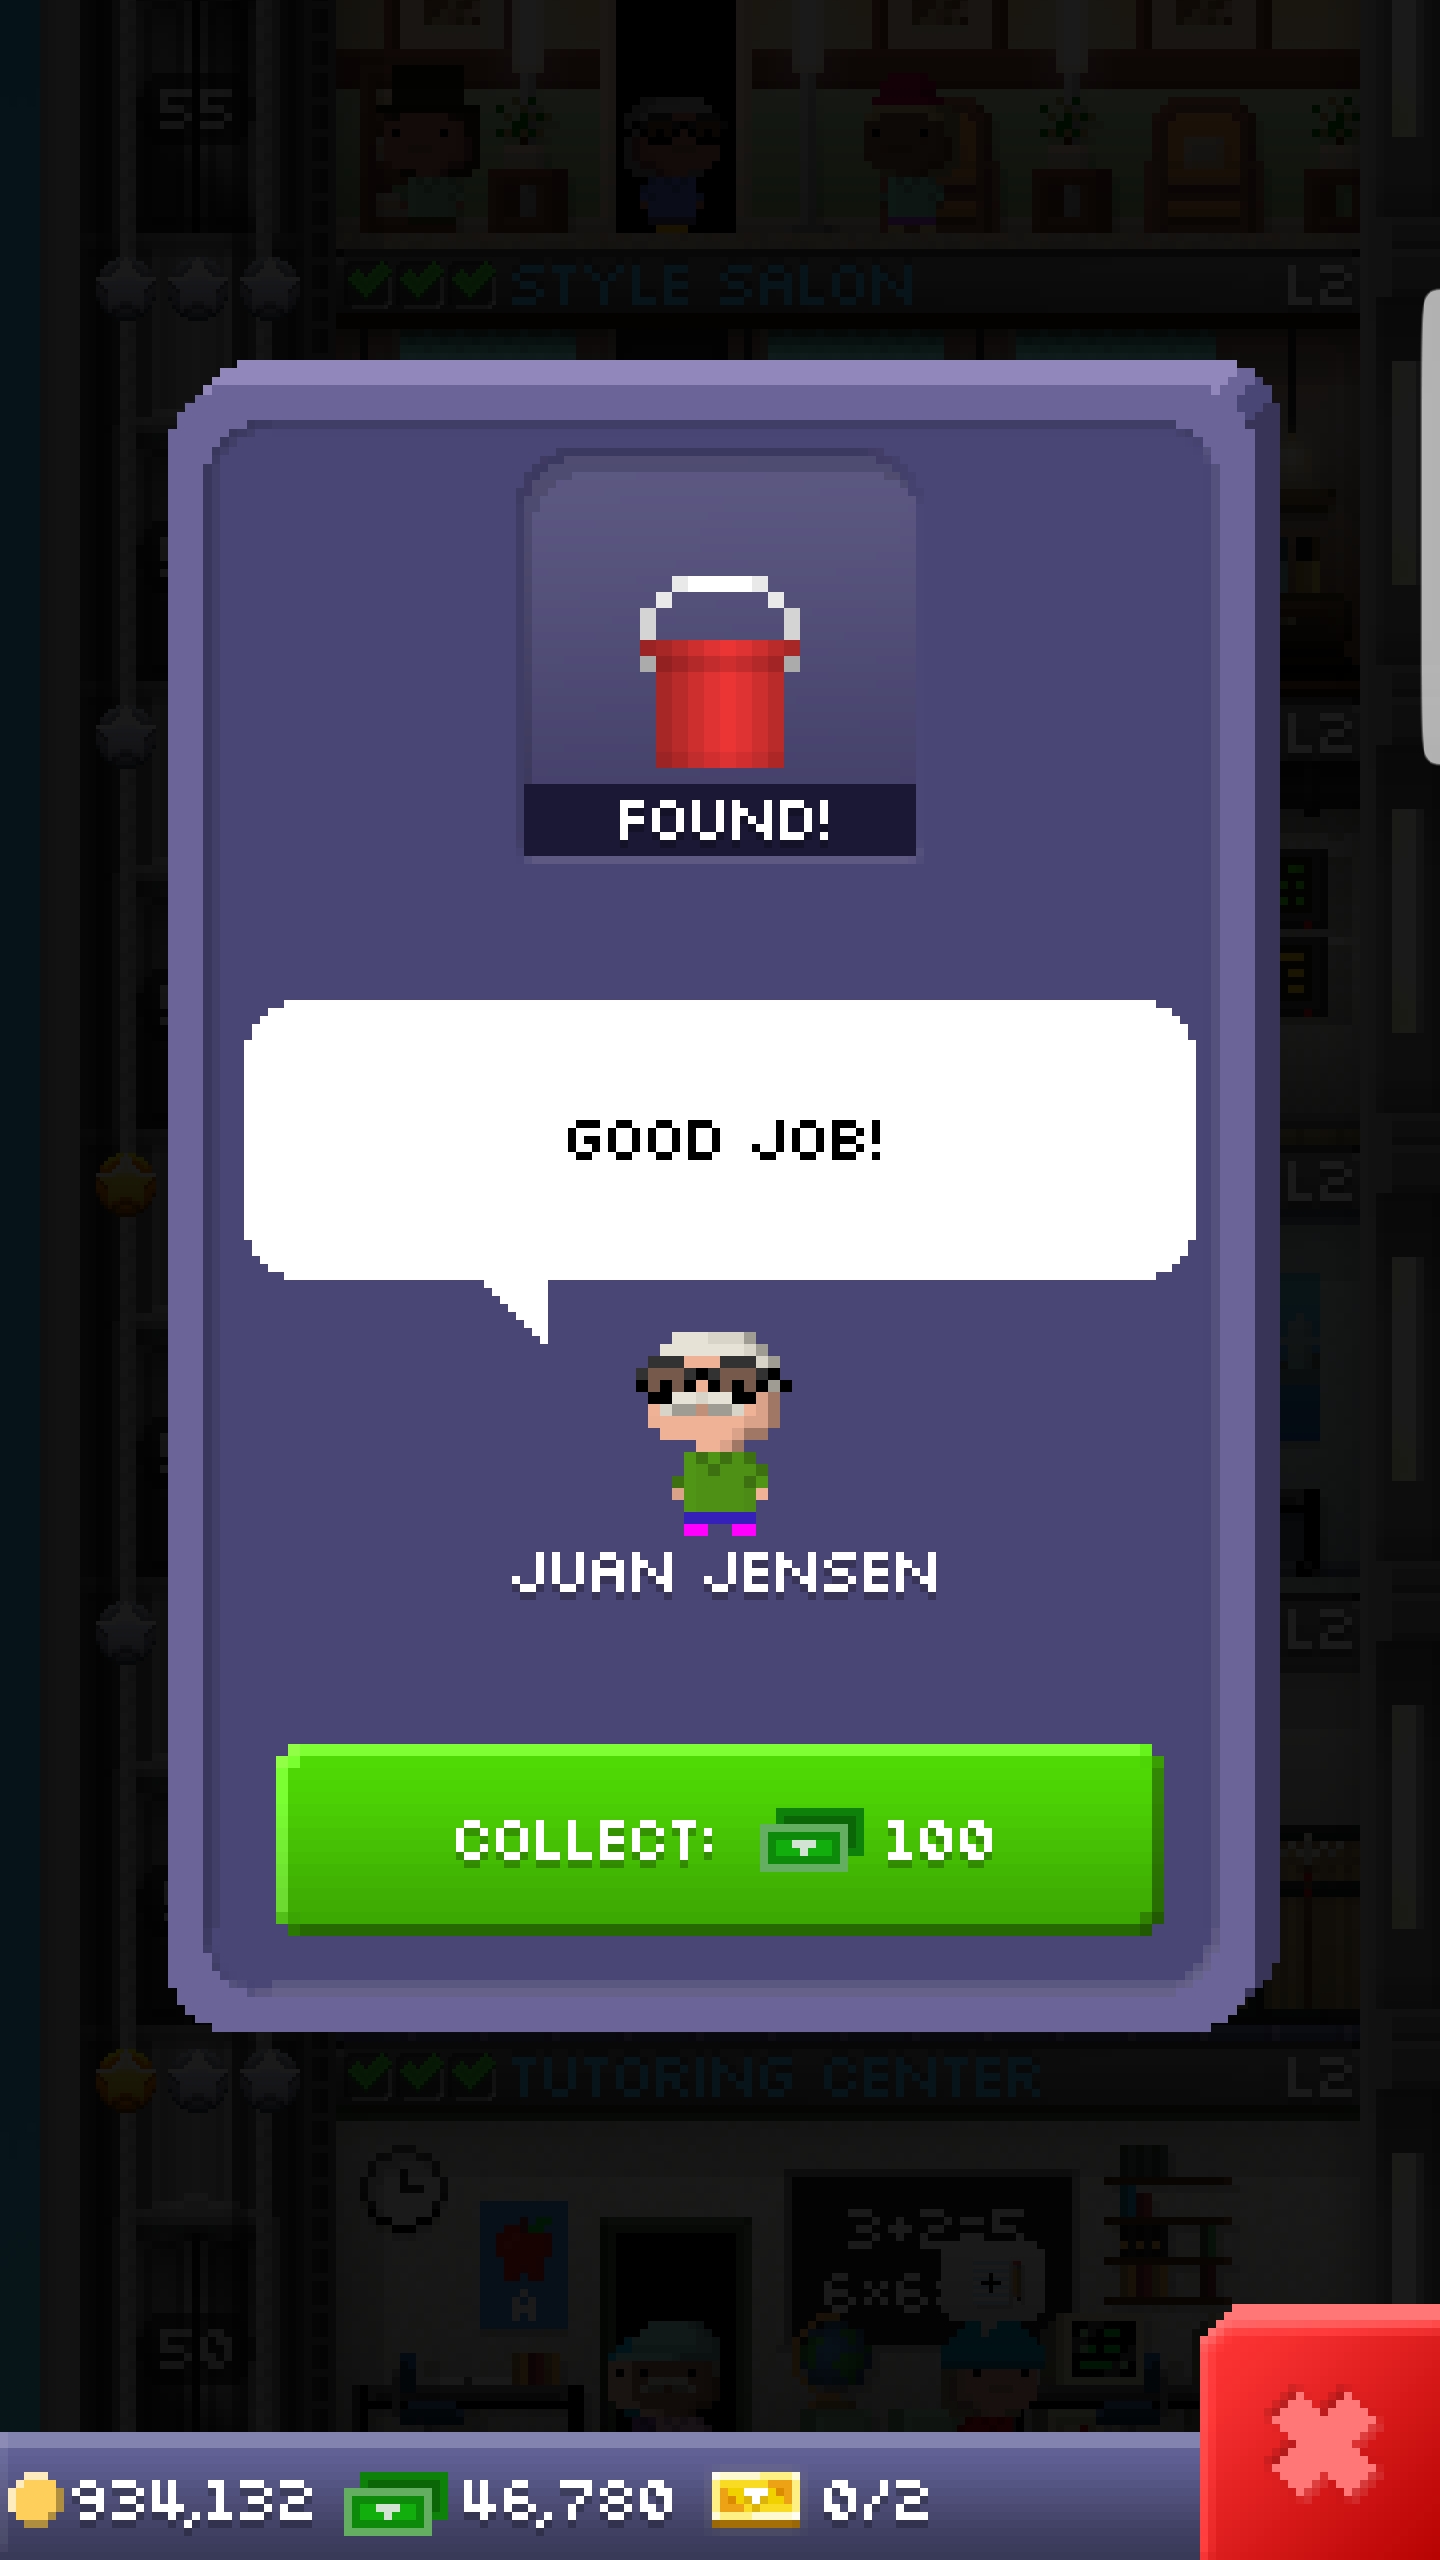 55
STYLE SALON L2
L2
FOUND!
GOOD JOB!
L2
JUAN JENSEN
L2
COLLECT: 100
TUTORING CENTER L2
3+2=5
6x6
A
50
934,132 46,780 0/2